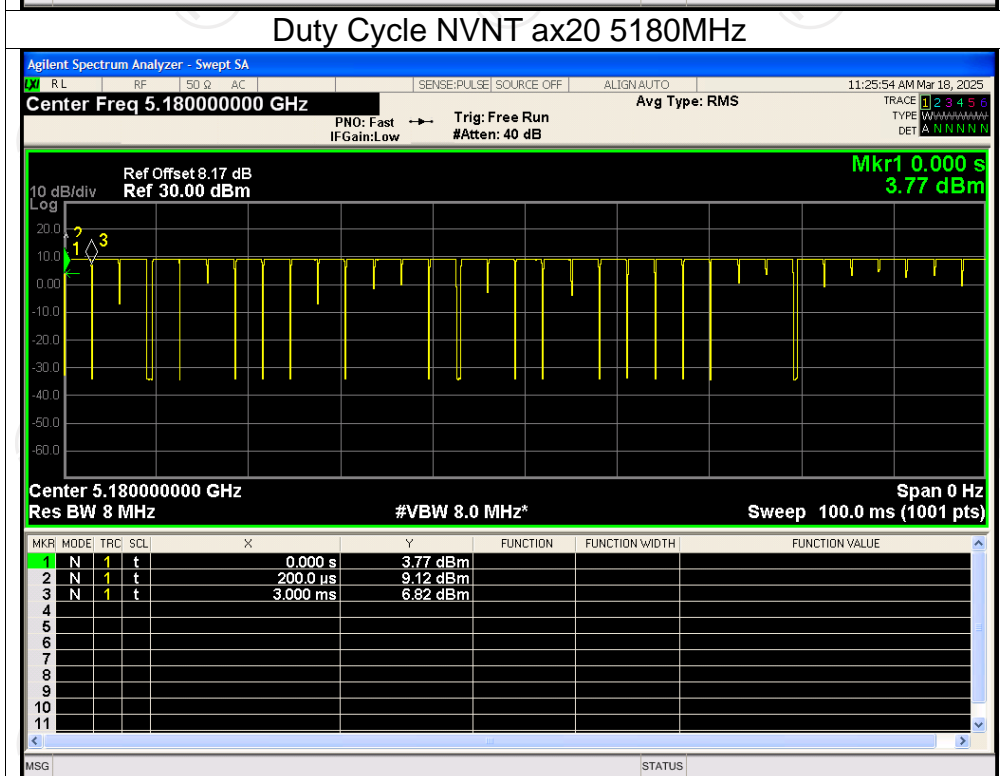 Duty Cycle NVNT ax20 5180MHz
Agilent Spectrum Analyzer - Swept SA
LXI RL RF 50 Ω AC SENSE:PULSE SOURCE OFF ALIGNAUTO 11:25:54 AM Mar 18, 2025
Center Freq 5.180000000 GHz Avg Type: RMS TRACE 1 2 3 4 5 6
PNO: Fast Trig: Free Run TYPE W
IFGain:Low #Atten: 40 dB DET A N N N N N
Mkr1 0.000 s
Ref Offset 8.17 dB
10 dB/div Ref 30.00 dBm 3.77 dBm
Log
20.0
2
1 3
10.0
0.00
-10.0
-20.0
-30.0
-40.0
-50.0
-60.0
Center 5.180000000 GHz Span 0 Hz
Res BW 8 MHz #VBW 8.0 MHz* Sweep 100.0 ms (1001 pts)
MKR MODE TRC SCL X Y FUNCTION FUNCTION WIDTH FUNCTION VALUE
1 N 1 t 0.000 s 3.77 dBm
2 N 1 t 200.0 µs 9.12 dBm
3 N 1 t 3.000 ms 6.82 dBm
4
5
6
7
8
9
10
11
MSG STATUS